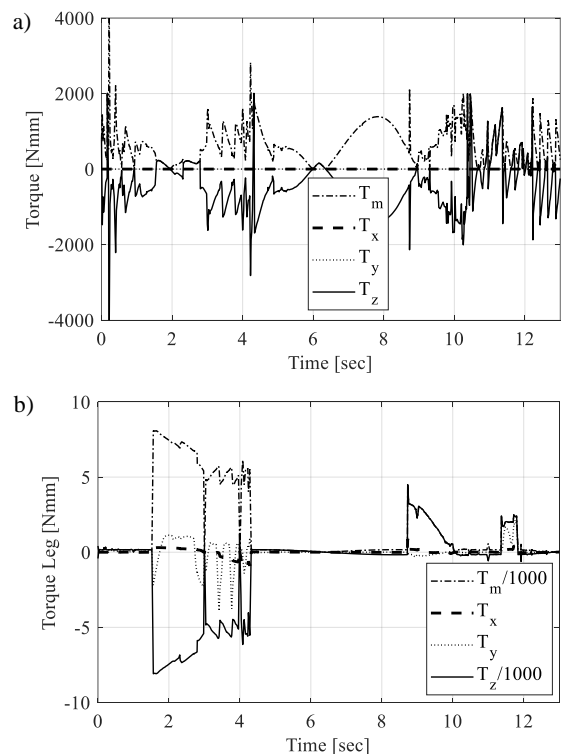 a)
4000
2000
0
-2000
-4000
Torque [Nmm]
T_m
T_x
T_y
T_z
0 2 4 6 8 10 12
Time [sec]
b)
10
5
0
-5
-10
Torque Leg [Nmm]
T_m/1000
T_x
T_y
T_z/1000
0 2 4 6 8 10 12
Time [sec]